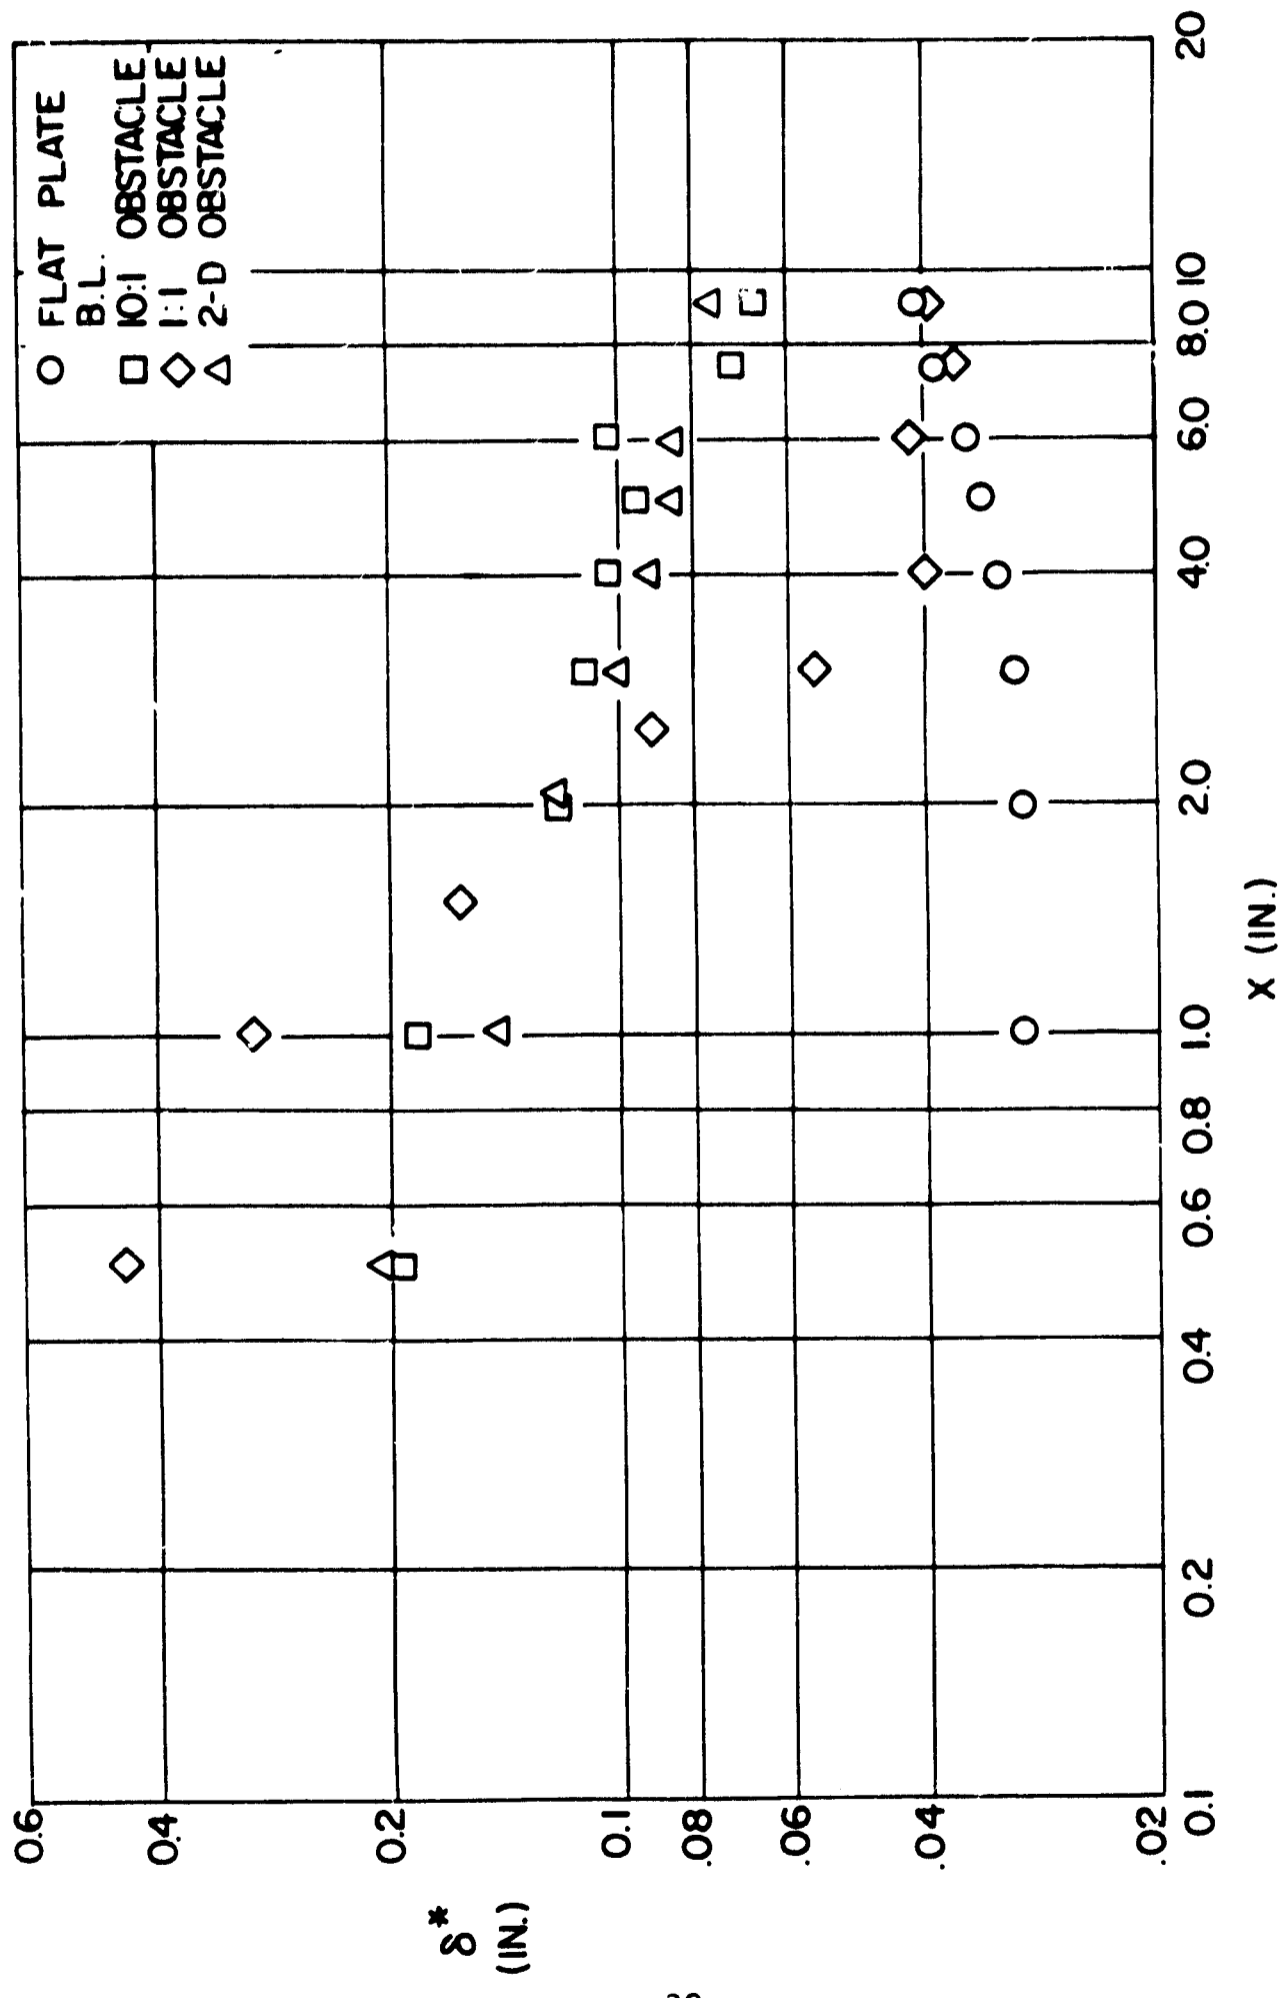 ○ FLAT PLATE
B.L.
□ 10:1 OBSTACLE
◇ 1:1 OBSTACLE
△ 2-D OBSTACLE
0.6
0.4
0.2
0.1
.08
.06
.04
.02
δ*
(IN.)
0.1 0.2 0.4 0.6 0.8 1.0 2.0 4.0 6.0 8.0 10 20
X (IN.)